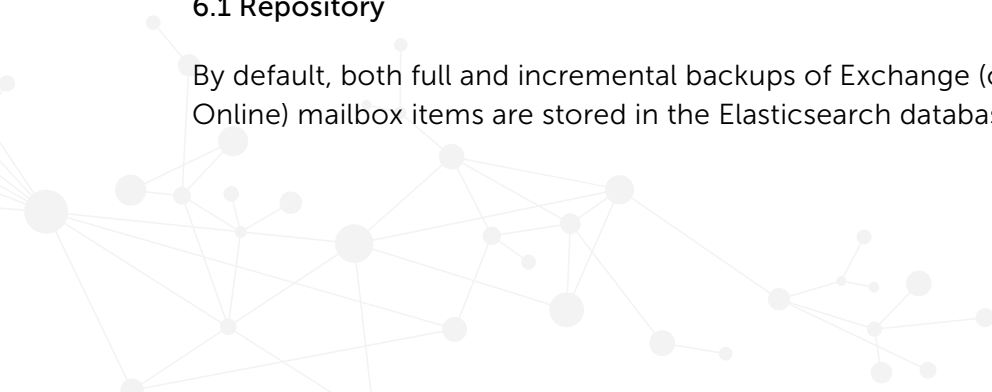 6.1 Repository
By default, both full and incremental backups of Exchange
Online) mailbox items are stored in the Elasticsearch